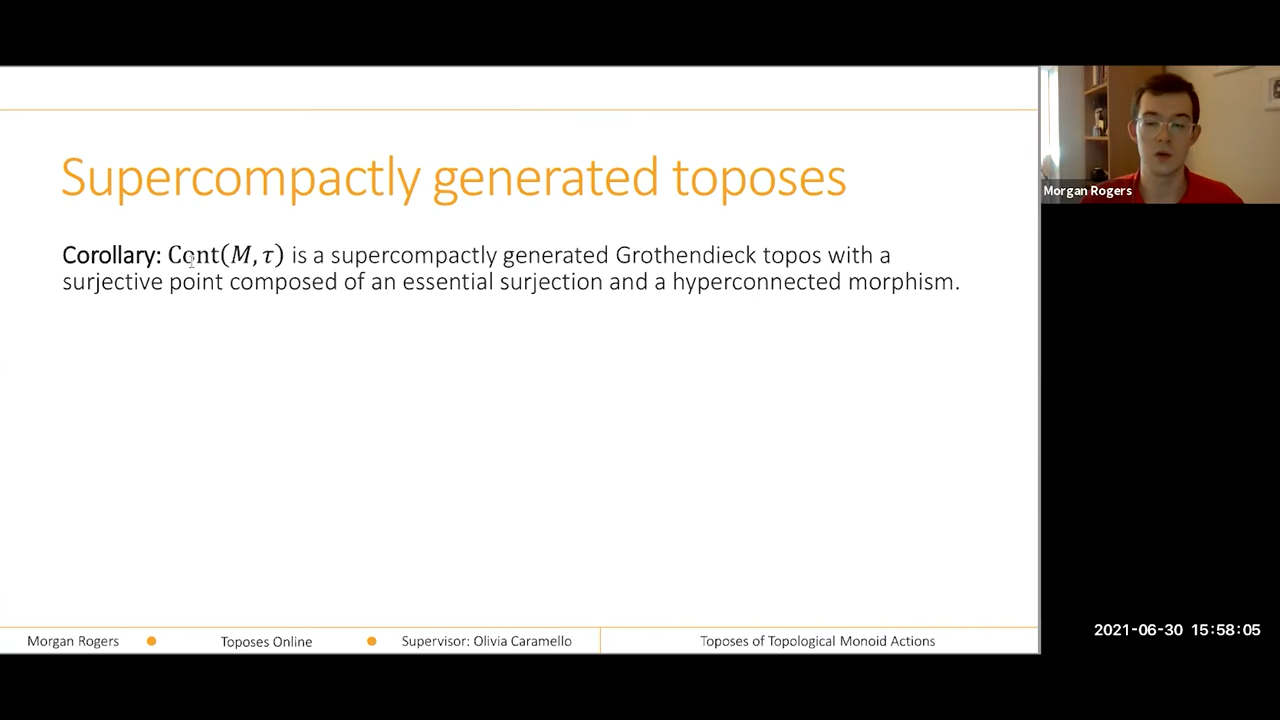 Supercompactly generated toposes
Corollary: Cont(M, τ) is a supercompactly generated Grothendieck topos with a
surjective point composed of an essential surjection and a hyperconnected morphism.
Morgan Rogers
Morgan Rogers
Toposes Online
Supervisor: Olivia Caramello
Toposes of Topological Monoid Actions
2021-06-30 15:58:05